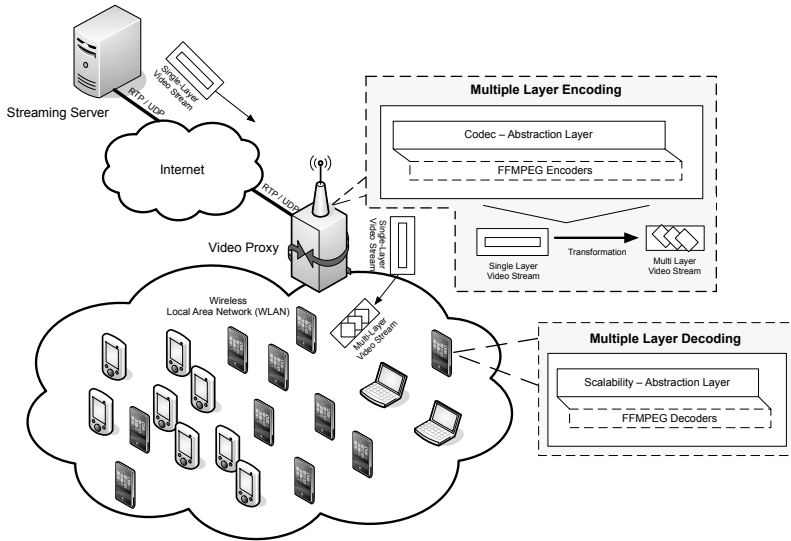 Single-Layer
Video Stream
RTP / UDP
Streaming Server
Internet
RTP / UDP
Video Proxy
Single-Layer
Video Stream
Multiple Layer Encoding
Codec – Abstraction Layer
FFMPEG Encoders
Single Layer
Video Stream
Transformation
Multi Layer
Video Stream
Wireless
Local Area Network (WLAN)
Multi-Layer
Video Stream
Multiple Layer Decoding
Scalability – Abstraction Layer
FFMPEG Decoders